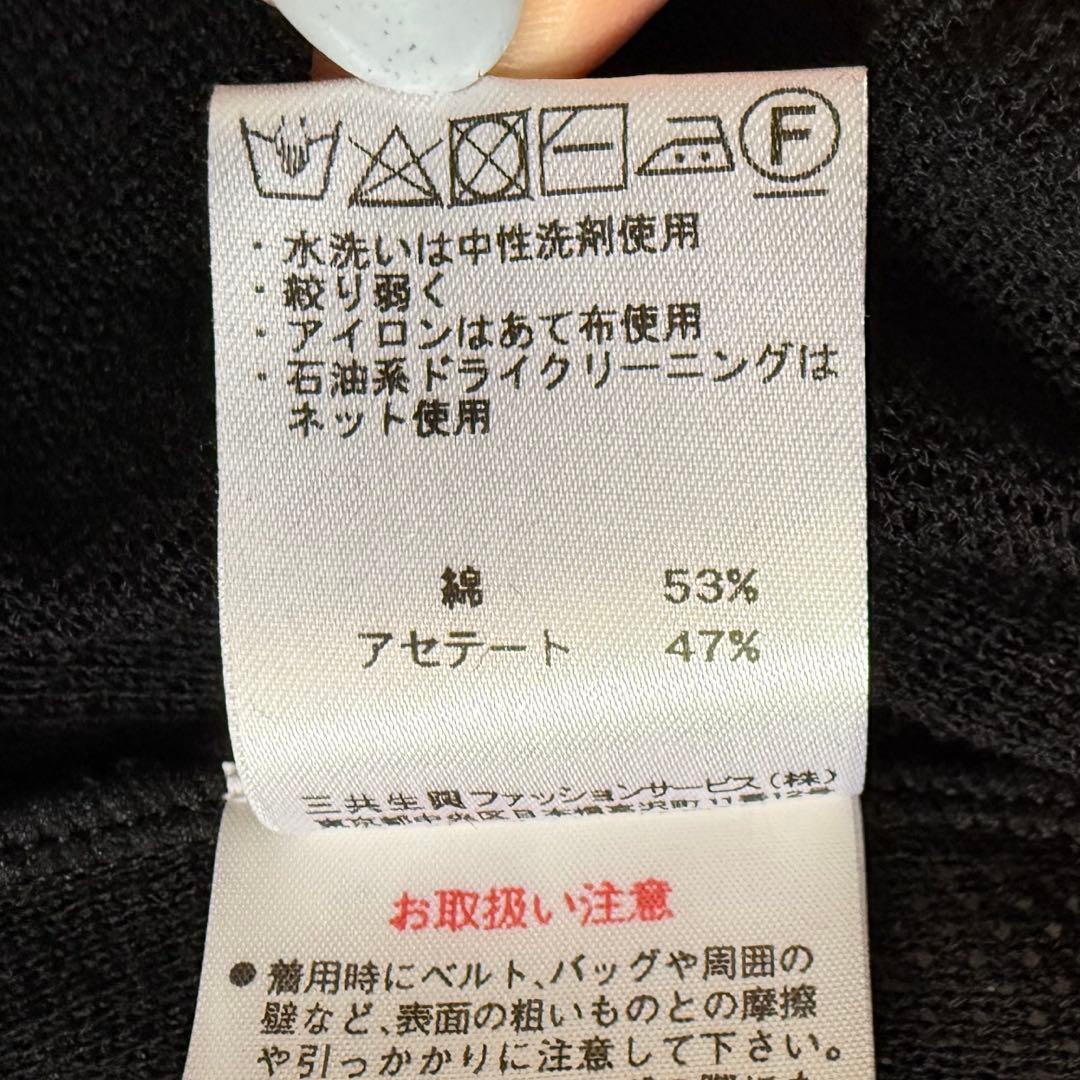 F
・水洗いは中性洗剤使用
・絞り弱く
・アイロンはあて布使用
・石油系ドライクリーニングは
ネット使用
綿 53%
アセテート 47%
三共生興ファッションサービス(株)
お取扱い注意
●着用時にベルト、バッグや周囲の
壁など、表面の粗いものとの摩擦
や引っかかりに注意して下さい。